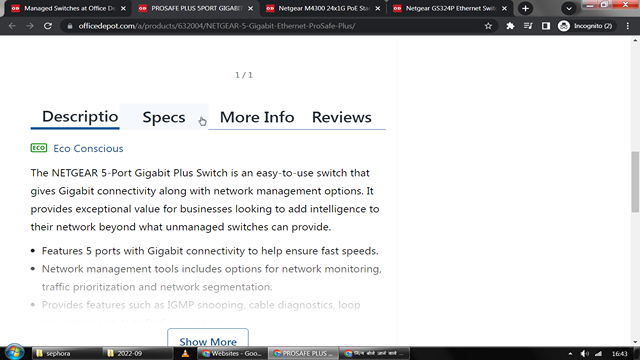 Managed Switches at Office De
PROSAFE PLUS 5PORT GIGABIT
Netgear M4300 24x1G PoE Stac
Netgear GS324P Ethernet Switc
officedepot.com/a/products/632004/NETGEAR-5-Gigabit-Ethernet-ProSafe-Plus/
Incognito (2)
1 / 1
Descriptio Specs More Info Reviews
ECO Eco Conscious
The NETGEAR 5-Port Gigabit Plus Switch is an easy-to-use switch that
gives Gigabit connectivity along with network management options. It
provides exceptional value for businesses looking to add intelligence to
their network beyond what unmanaged switches can provide.
• Features 5 ports with Gigabit connectivity to help ensure fast speeds.
• Network management tools includes options for network monitoring,
traffic prioritization and network segmentation.
• Provides features such as IGMP snooping, cable diagnostics, loop
Show More
sephora
2022-09
Websites - Goo...
PROSAFE PLUS ...
16:43